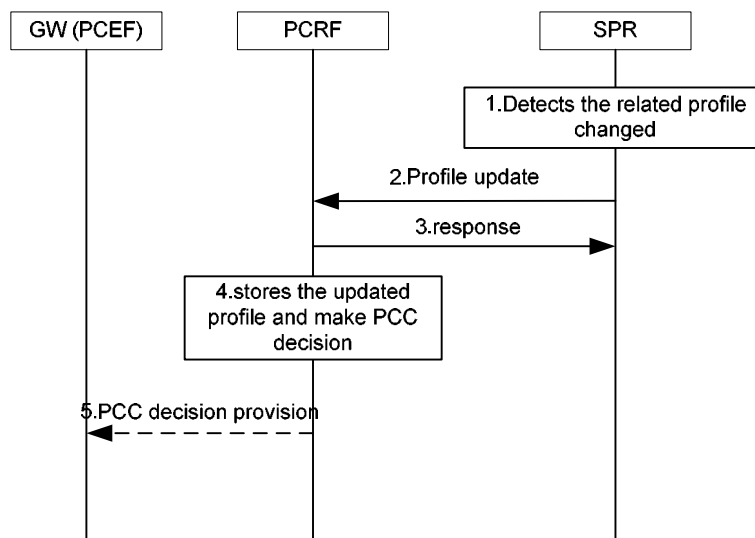 GW (PCEF)
PCRF
SPR
1.Detects the related profile
changed
2.Profile update
3.response
4.stores the updated
profile and make PCC
decision
5.PCC decision provision